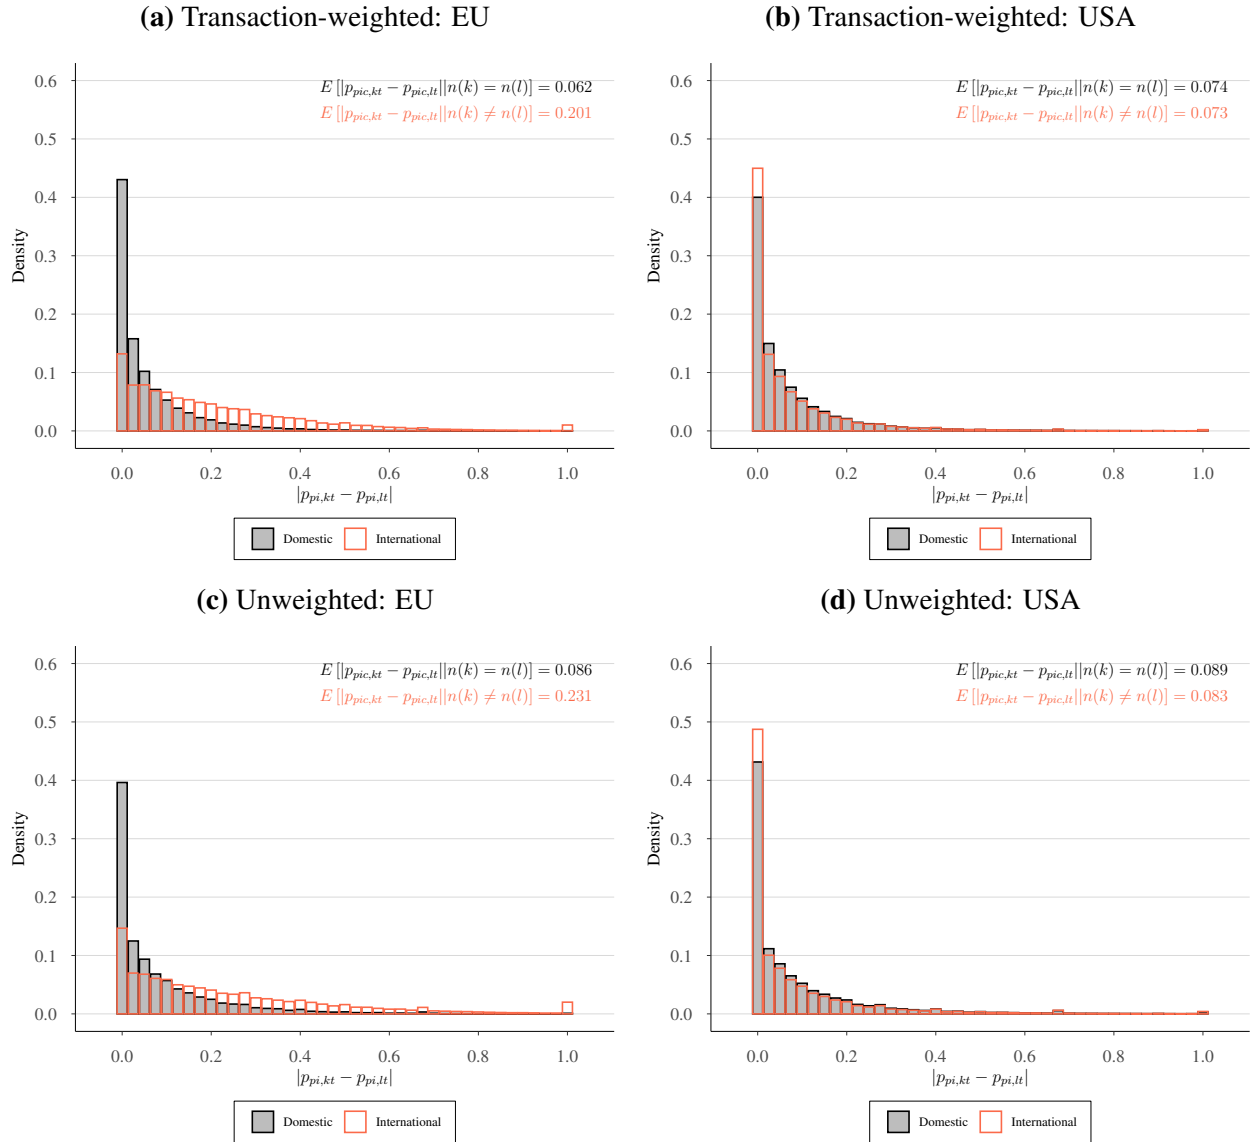 (a) Transaction-weighted: EU
E [|p_{pic,kt} − p_{pic,lt}||n(k) = n(l)] = 0.062
E [|p_{pic,kt} − p_{pic,lt}||n(k) ≠ n(l)] = 0.201
0.6
0.5
0.4
0.3
0.2
0.1
0.0
Density
0.0 0.2 0.4 0.6 0.8 1.0
|p_{pi,kt} − p_{pi,lt}|
Domestic International
(b) Transaction-weighted: USA
E [|p_{pic,kt} − p_{pic,lt}||n(k) = n(l)] = 0.074
E [|p_{pic,kt} − p_{pic,lt}||n(k) ≠ n(l)] = 0.073
0.6
0.5
0.4
0.3
0.2
0.1
0.0
Density
0.0 0.2 0.4 0.6 0.8 1.0
|p_{pi,kt} − p_{pi,lt}|
Domestic International
(c) Unweighted: EU
E [|p_{pic,kt} − p_{pic,lt}||n(k) = n(l)] = 0.086
E [|p_{pic,kt} − p_{pic,lt}||n(k) ≠ n(l)] = 0.231
0.6
0.5
0.4
0.3
0.2
0.1
0.0
Density
0.0 0.2 0.4 0.6 0.8 1.0
|p_{pi,kt} − p_{pi,lt}|
Domestic International
(d) Unweighted: USA
E [|p_{pic,kt} − p_{pic,lt}||n(k) = n(l)] = 0.089
E [|p_{pic,kt} − p_{pic,lt}||n(k) ≠ n(l)] = 0.083
0.6
0.5
0.4
0.3
0.2
0.1
0.0
Density
0.0 0.2 0.4 0.6 0.8 1.0
|p_{pi,kt} − p_{pi,lt}|
Domestic International